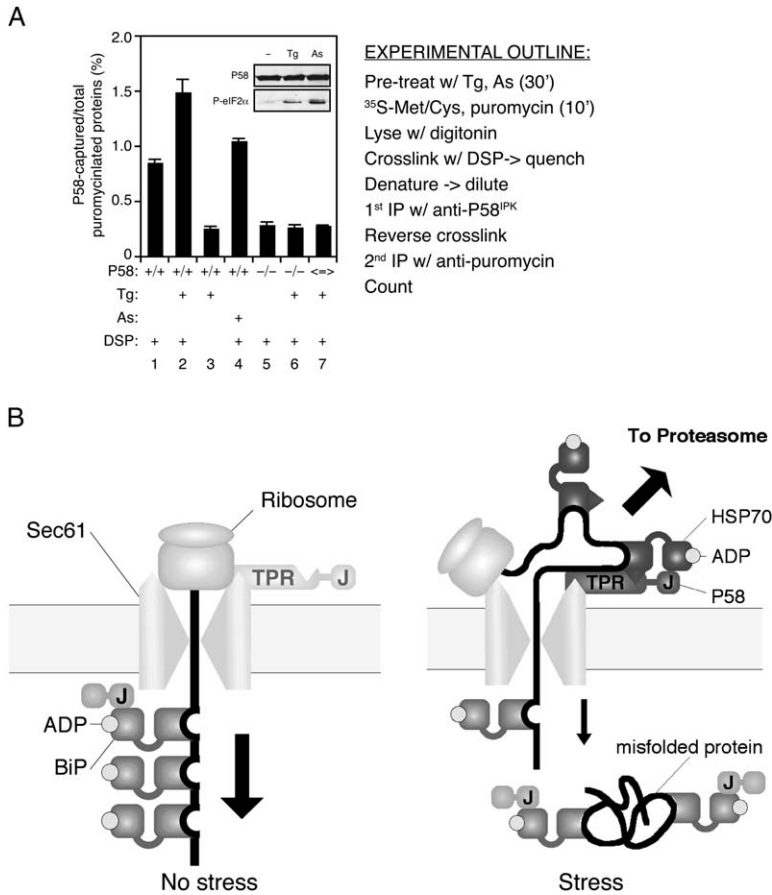 A
2.0
1.5
1.0
0.5
0
P58-captured/total
puromycinlated proteins (%)
– Tg As
P58
P-eIF2α
P58: +/+ +/+ +/+ +/+ –/– –/– <=>
Tg: + + + +
As: +
DSP: + + + + + +
1 2 3 4 5 6 7
EXPERIMENTAL OUTLINE:
Pre-treat w/ Tg, As (30')
35S-Met/Cys, puromycin (10')
Lyse w/ digitonin
Crosslink w/ DSP-> quench
Denature -> dilute
1st IP w/ anti-P58IPK
Reverse crosslink
2nd IP w/ anti-puromycin
Count
B
Ribosome
Sec61
TPR J
J
ADP
BiP
No stress
To Proteasome
HSP70
ADP
TPR J
P58
misfolded protein
J J
Stress